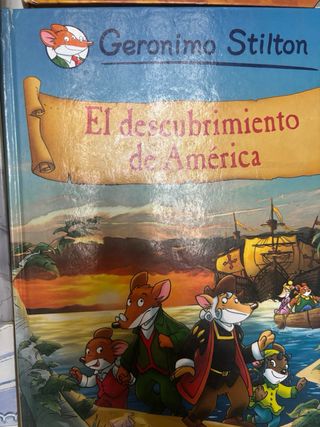 Geronimo Stilton
El descubrimiento
de América